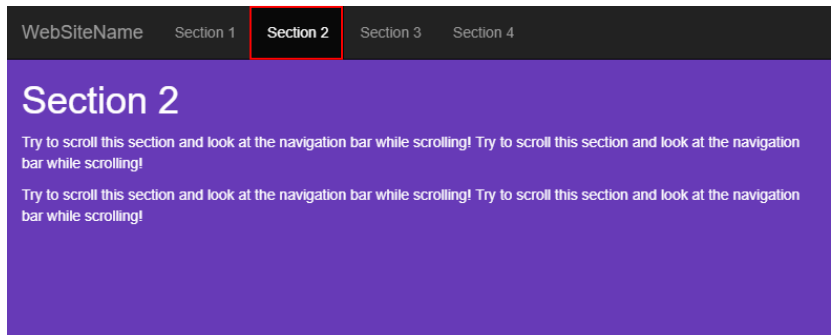 WebSiteName Section 1 Section 2 Section 3 Section 4
Section 2
Try to scroll this section and look at the navigation bar while scrolling! Try to scroll this section and look at the navigation
bar while scrolling!
Try to scroll this section and look at the navigation bar while scrolling! Try to scroll this section and look at the navigation
bar while scrolling!